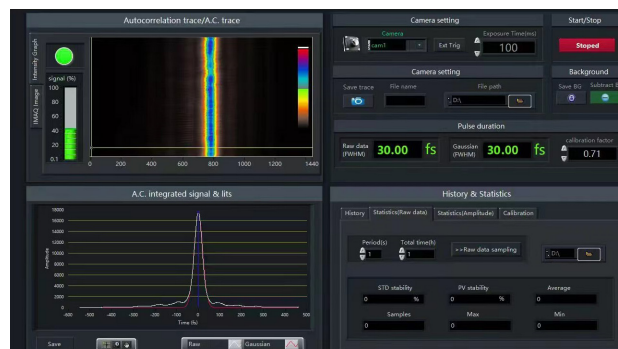 Autocorrelation trace/A.C. trace
Intensity Graph
IMAQ Image
signal (%)
100
80
60
40
20
0.1
0 200 400 600 800 1000 1200 1440
Camera setting
Camera
cam1
Ext Trig
Exposure Time(ms)
100
Start/Stop
Stoped
Camera setting
Save trace
File name
File path
D:\
Background
Save BG
Subtract B
Pulse duration
Raw data
(FWHM)
30.00 fs
Gaussian
(FWHM)
30.00 fs
calibration factor
0.71
A.C. integrated signal & lits
Amplitude
18000
16000
14000
12000
10000
8000
6000
4000
2000
0
-600 -500 -400 -300 -200 -100 0 100 200 300 400 500
Time (fs)
Save
Raw
Gaussian
History & Statistics
History
Statistics(Raw data)
Statistics(Amplitude)
Calibration
Period(s)
1
Total time(h)
1
>>Raw data sampling
D:\
STD stability
0 %
PV stability
0 %
Average
0
Samples
0
Max
0
Min
0